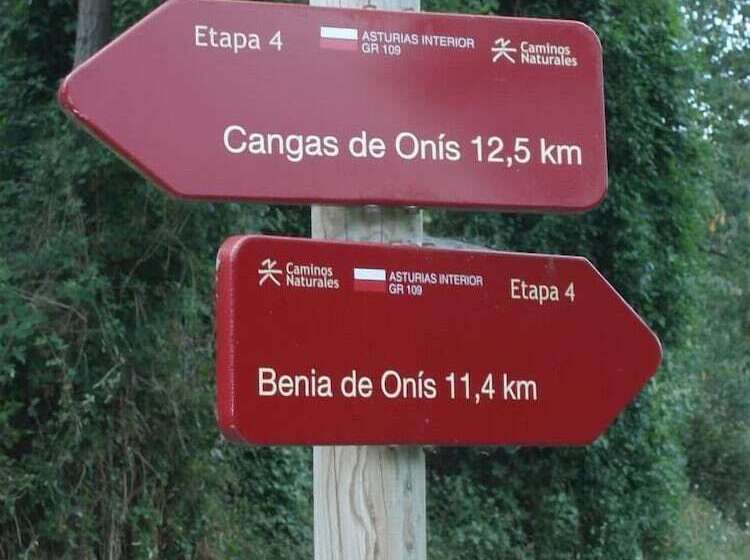 Etapa 4
ASTURIAS INTERIOR
GR 109
Caminos
Naturales
Cangas de Onís 12,5 km
Caminos
Naturales
ASTURIAS INTERIOR
GR 109
Etapa 4
Benia de Onís 11,4 km